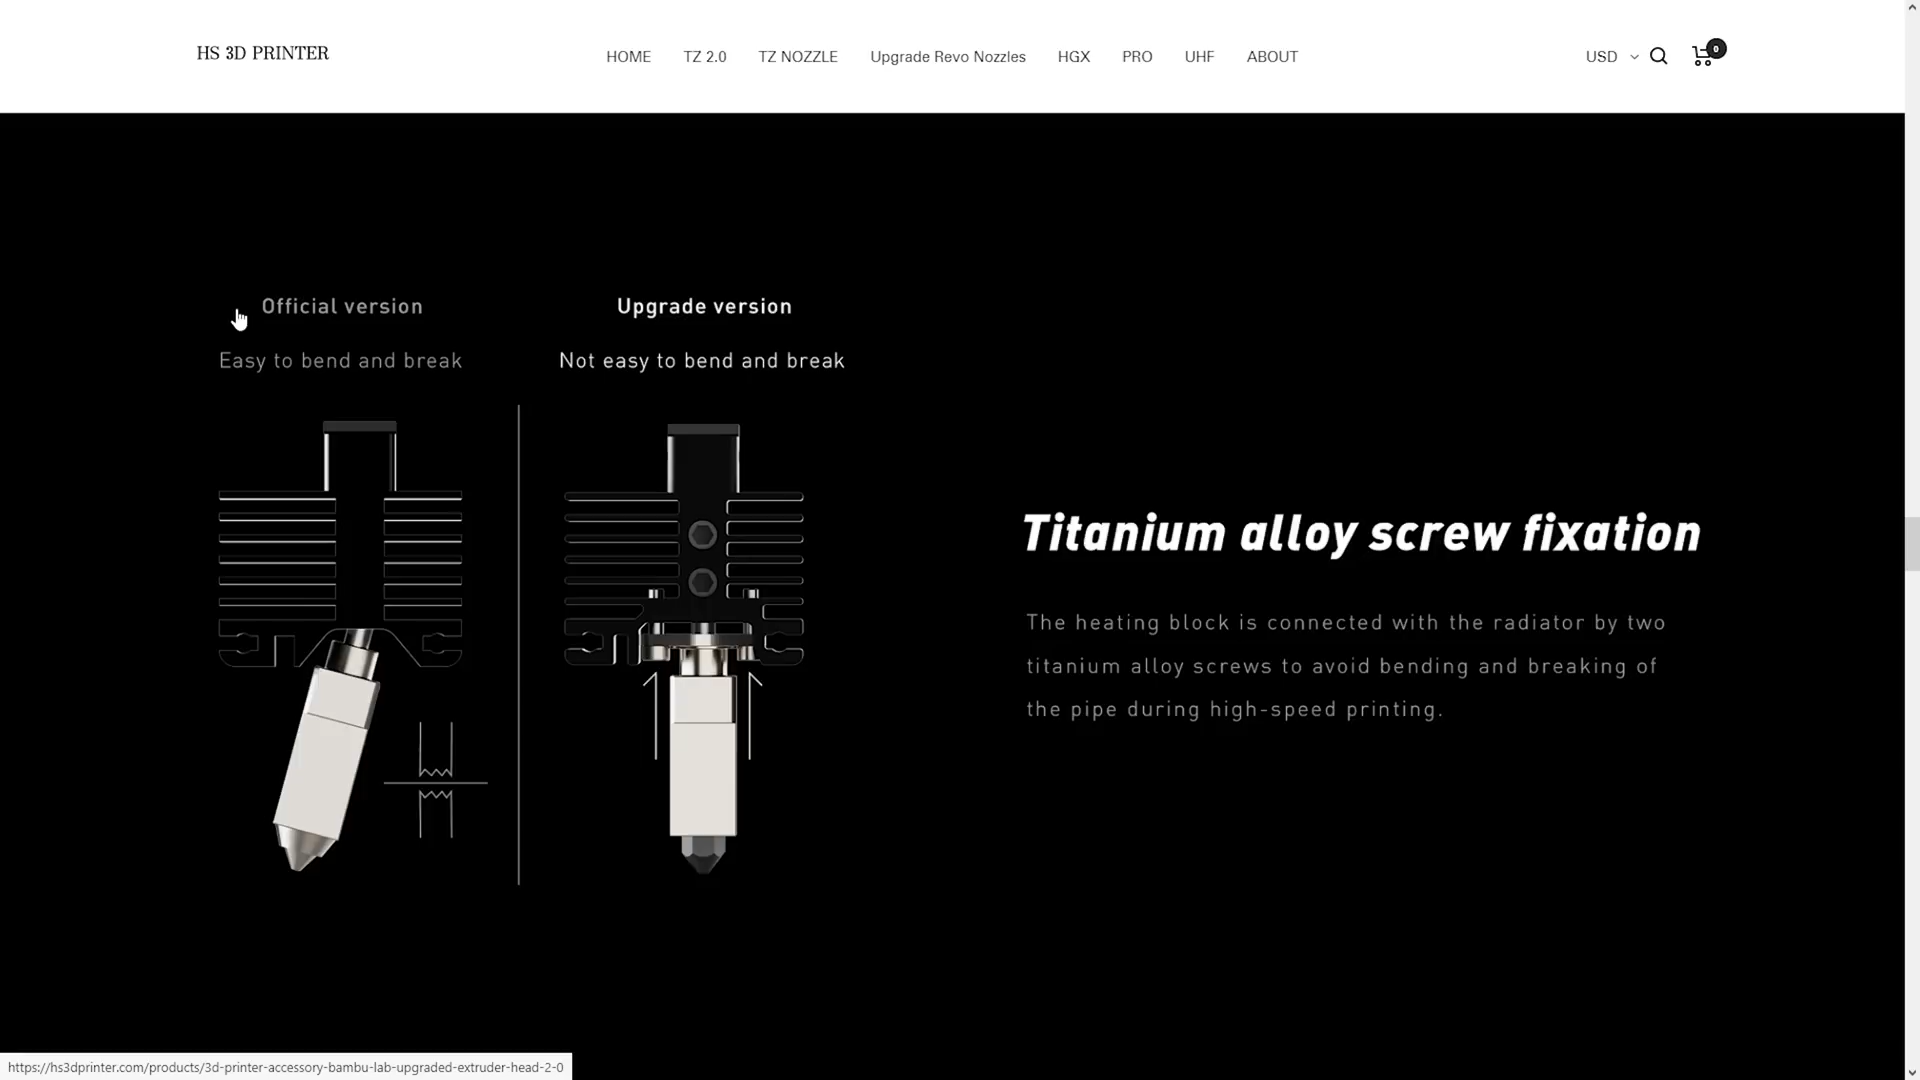 HS 3D PRINTER
HOME TZ 2.0 TZ NOZZLE Upgrade Revo Nozzles HGX PRO UHF ABOUT
USD
0
Official version
Easy to bend and break
Upgrade version
Not easy to bend and break
Titanium alloy screw fixation
The heating block is connected with the radiator by two
titanium alloy screws to avoid bending and breaking of
the pipe during high-speed printing.
https://hs3dprinter.com/products/3d-printer-accessory-bambu-lab-upgraded-extruder-head-2-0